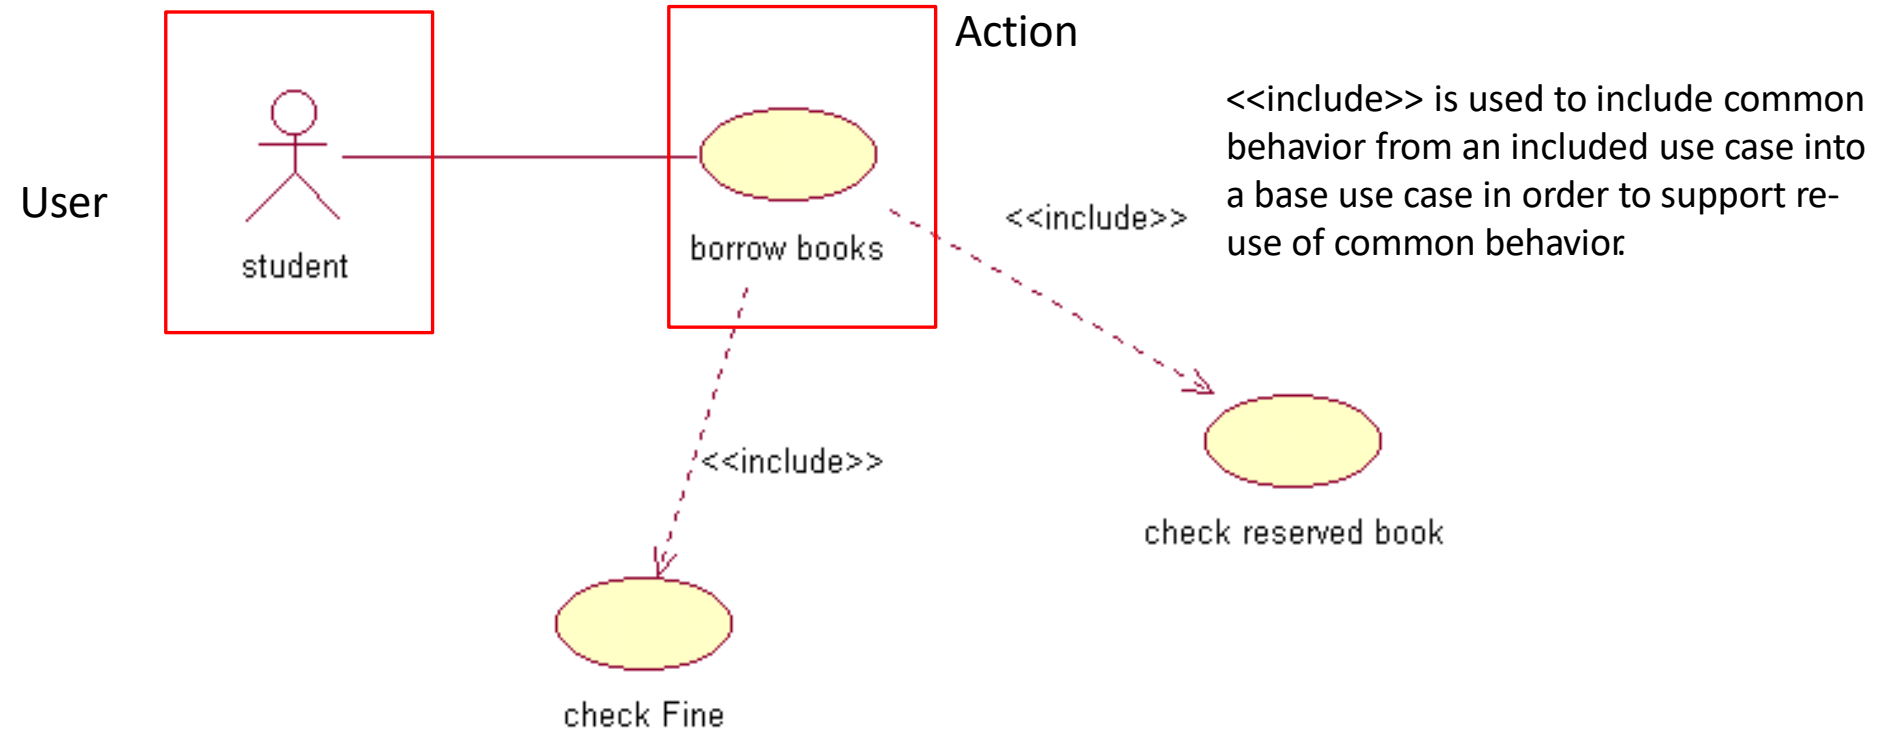 Action
<<include>> is used to include common
behavior from an included use case into
a base use case in order to support re-
use of common behavior.
User
student
borrow books
<<include>>
<<include>>
check reserved book
check Fine